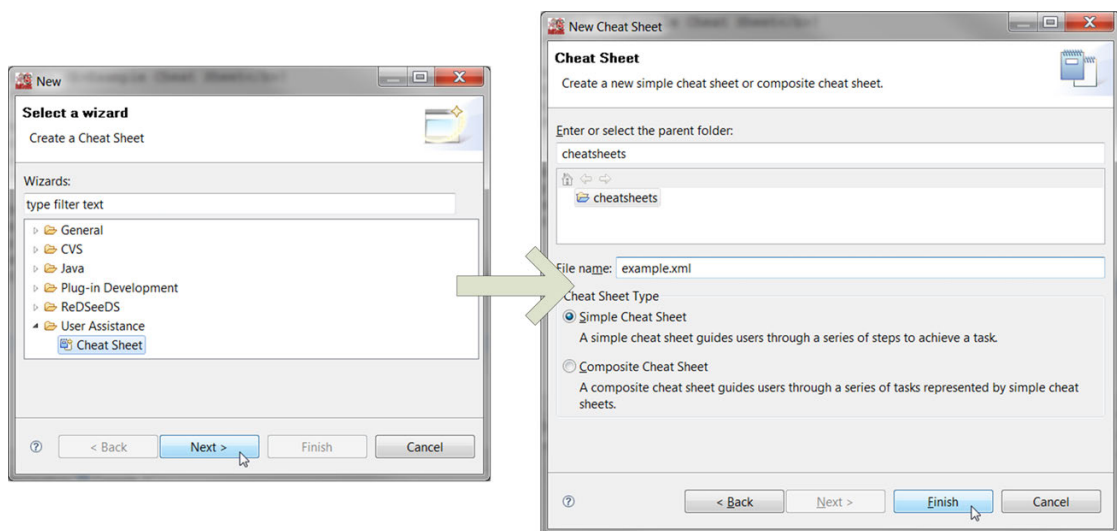 New
Select a wizard
Create a Cheat Sheet
Wizards:
type filter text
General
CVS
Java
Plug-in Development
ReDSeeDS
User Assistance
Cheat Sheet
< Back
Next >
Finish
Cancel
New Cheat Sheet
Cheat Sheet
Create a new simple cheat sheet or composite cheat sheet.
Enter or select the parent folder:
cheatsheets
cheatsheets
File name: example.xml
Cheat Sheet Type
Simple Cheat Sheet
A simple cheat sheet guides users through a series of steps to achieve a task.
Composite Cheat Sheet
A composite cheat sheet guides users through a series of tasks represented by simple cheat
sheets.
< Back
Next >
Finish
Cancel